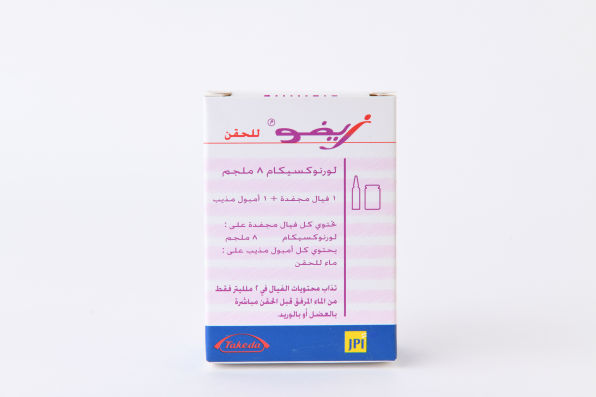 زيفو ® للحقن
لورنوكسيكام ٨ ملجم
١ فيال مجفدة + ١ أمبول مذيب
تحتوي كل فيال مجفدة على :
لورنوكسيكام ٨ ملجم
يحتوي كل أمبول مذيب على :
ماء للحقن
تذاب محتويات الفيال في ٢ ملليتر فقط
من الماء المرفق قبل الحقن مباشرة
بالعضل أو بالوريد.
Takeda
JPI